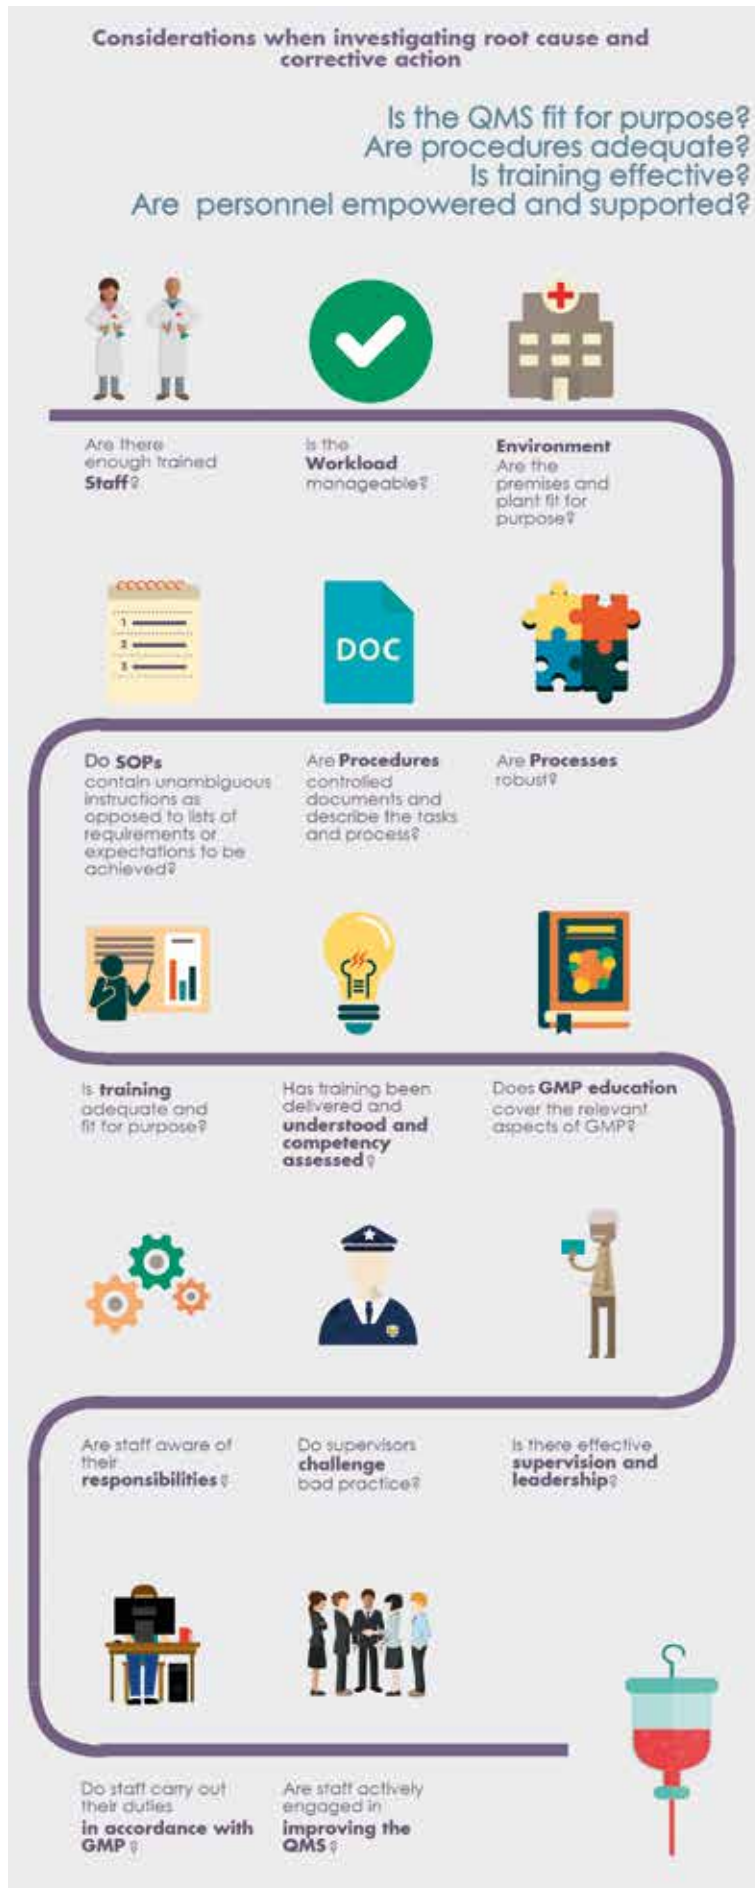 Considerations when investigating root cause and
corrective action
Is the QMS fit for purpose?
Are procedures adequate?
Is training effective?
Are personnel empowered and supported?
Are there
enough trained
Staff?
Is the
Workload
manageable?
Environment
Are the
premises and
plant fit for
purpose?
1
2
3
DOC
Do SOPs
contain unambiguous
instructions as
opposed to lists of
requirements or
expectations to be
achieved?
Are Procedures
controlled
documents and
describe the tasks
and process?
Are Processes
robust?
Is training
adequate and
fit for purpose?
Has training been
delivered and
understood and
competency
assessed?
Does GMP education
cover the relevant
aspects of GMP?
Are staff aware of
their
responsibilities?
Do supervisors
challenge
bad practice?
Is there effective
supervision and
leadership?
Do staff carry out
their duties
in accordance with
GMP?
Are staff actively
engaged in
improving the
QMS?